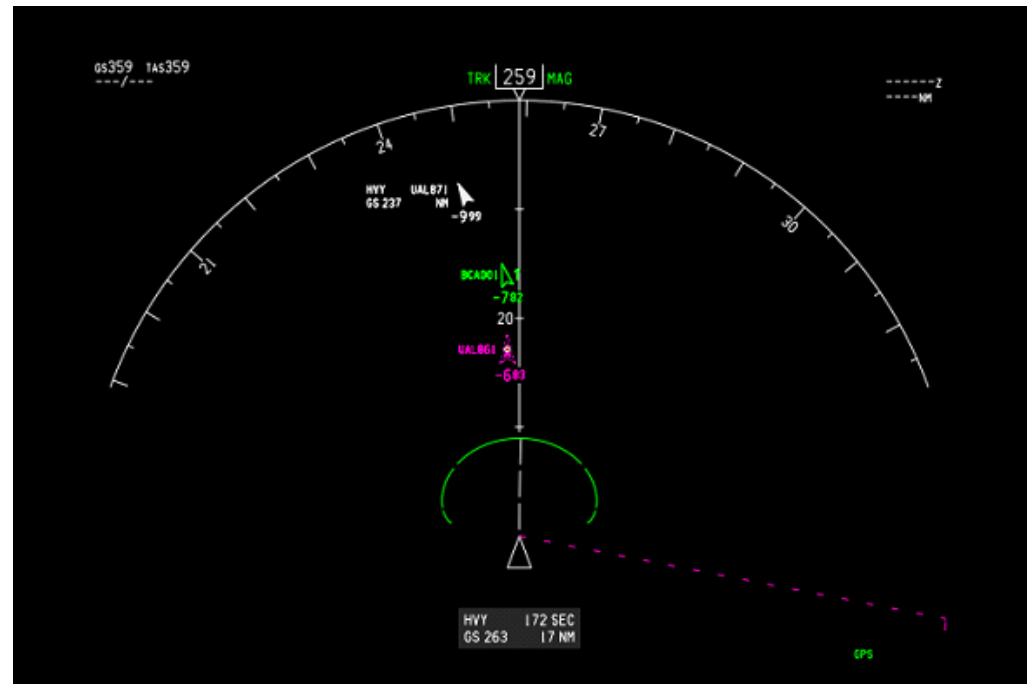 GS359 TAS359
---/---
TRK 259 MAG
------Z
----NM
24
27
21
30
HVY UAL871
GS 237 NM
-999
BCA001
-782
20
UAL861
-683
HVY 172 SEC
GS 263 17 NM
GPS